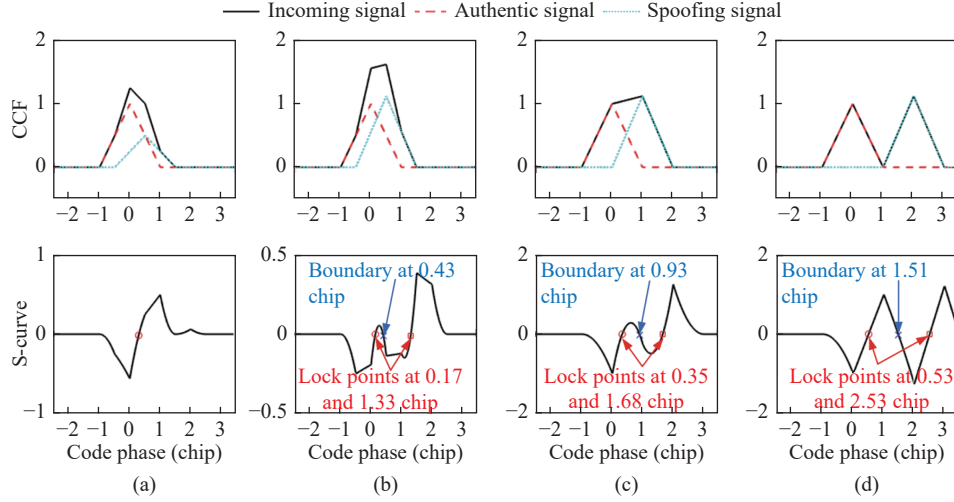 Incoming signal Authentic signal Spoofing signal
2 2 2 2
1 1 1 1
0 0 0 0
CCF
−2 −1 0 1 2 3 −2 −1 0 1 2 3 −2 −1 0 1 2 3 −2 −1 0 1 2 3
1 0.5 2 2
Boundary at 0.43 Boundary at 0.93 Boundary at 1.51
chip chip chip
0 0 0 0
S-curve
Lock points at 0.17 Lock points at 0.35 Lock points at 0.53
and 1.33 chip and 1.68 chip and 2.53 chip
−1 −0.5 −2 −2
−2 −1 0 1 2 3 −2 −1 0 1 2 3 −2 −1 0 1 2 3 −2 −1 0 1 2 3
Code phase (chip) Code phase (chip) Code phase (chip) Code phase (chip)
(a) (b) (c) (d)